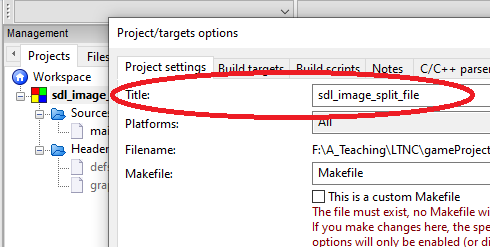 Project/targets options
Management
Projects Files
Workspace
sdl_image_
Sources
mai
Header
defs
gra
Project settings Build targets Build scripts Notes C/C++ parser
Title: sdl_image_split_file
Platforms: All
Filename: F:\A_Teaching\LTNC\gameProject
Makefile: Makefile
This is a custom Makefile
The file must exist, no Makefile wi
If you make changes here, the spe
options will only be enabled (or di